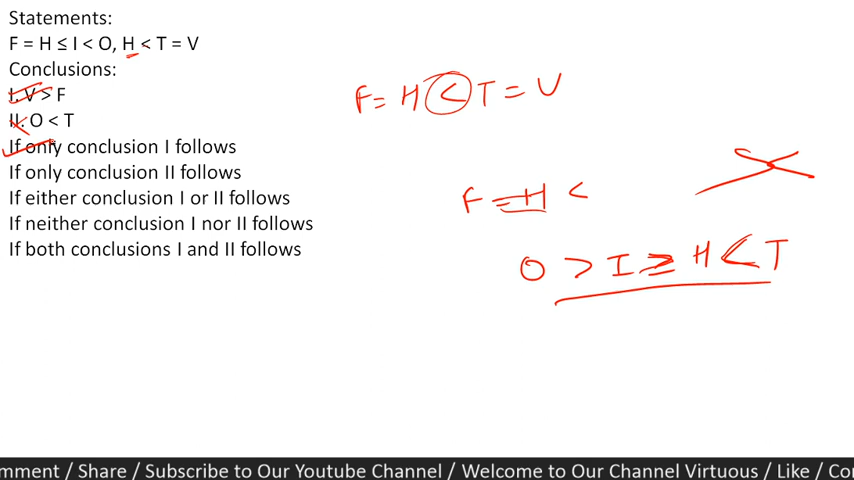 Statements:
F = H ≤ I < O, H < T = V
Conclusions:
I. V > F
II. O < T
If only conclusion I follows
If only conclusion II follows
If either conclusion I or II follows
If neither conclusion I nor II follows
If both conclusions I and II follows
F = H < T = V
F = H <
O > I ≥ H < T
mment / Share / Subscribe to Our Youtube Channel / Welcome to Our Channel Virtuous / Like / Co